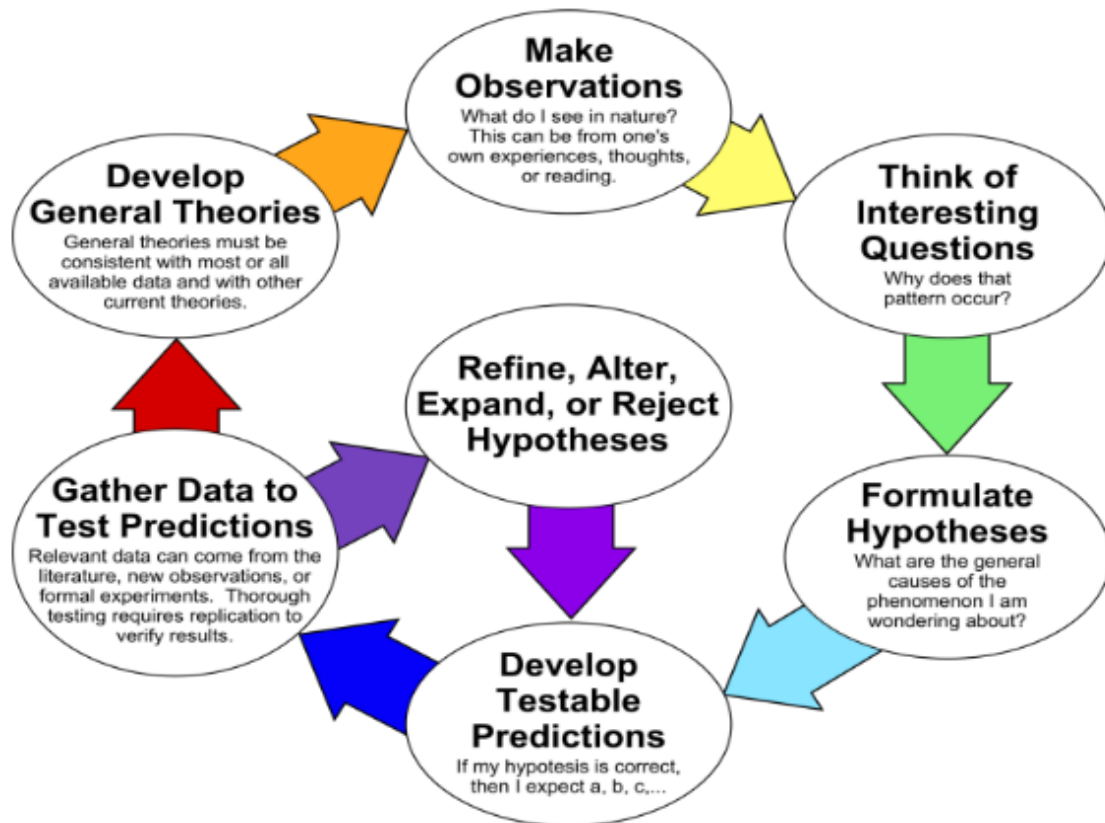 Make
Observations
What do I see in nature?
This can be from one's
own experiences, thoughts,
or reading.
Think of
Interesting
Questions
Why does that
pattern occur?
Formulate
Hypotheses
What are the general
causes of the
phenomenon I am
wondering about?
Develop
Testable
Predictions
If my hypotesis is correct,
then I expect a, b, c,...
Gather Data to
Test Predictions
Relevant data can come from the
literature, new observations, or
formal experiments. Thorough
testing requires replication to
verify results.
Refine, Alter,
Expand, or Reject
Hypotheses
Develop
General Theories
General theories must be
consistent with most or all
available data and with other
current theories.